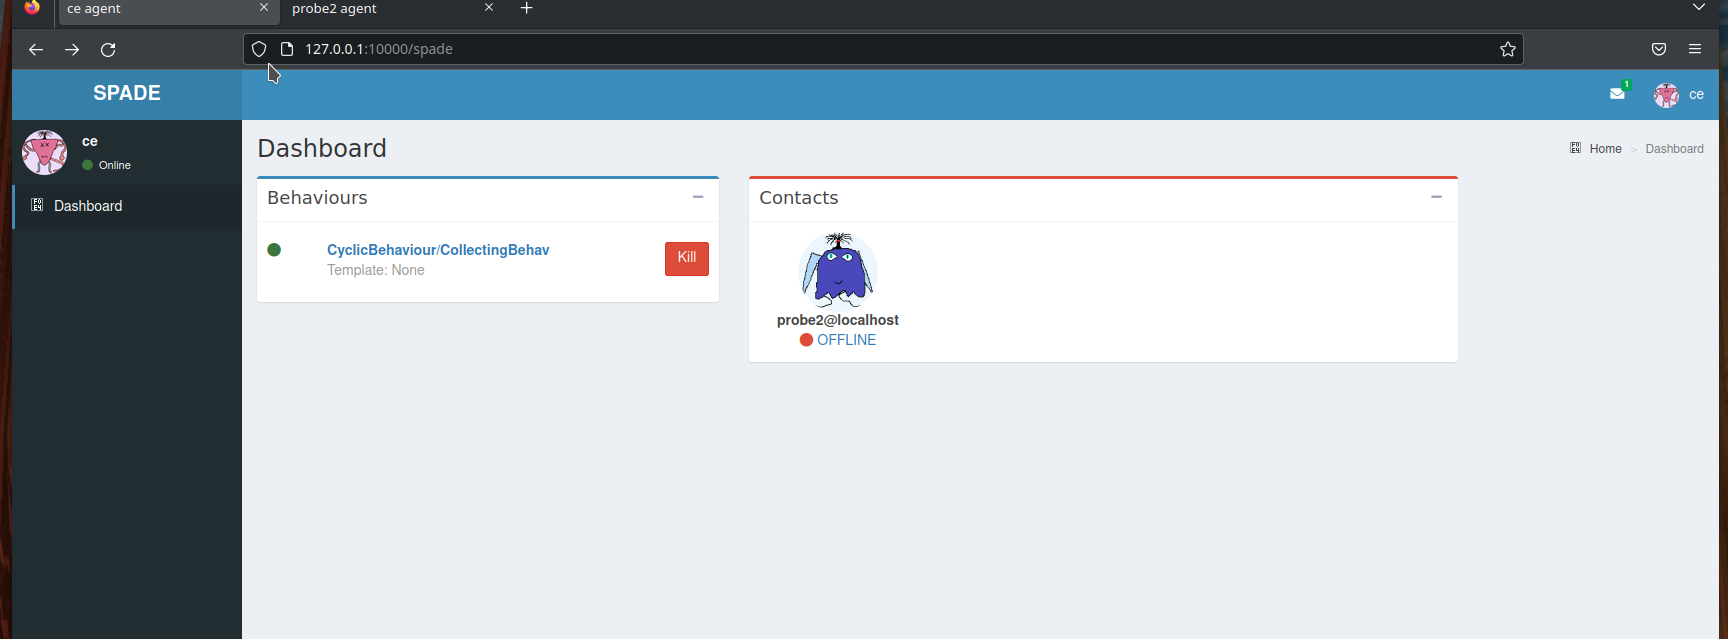 ce agent
probe2 agent
127.0.0.1:10000/spade
SPADE
1
ce
ce
Online
Dashboard
Dashboard
Home > Dashboard
Behaviours
CyclicBehaviour/CollectingBehav
Template: None
Kill
Contacts
probe2@localhost
OFFLINE